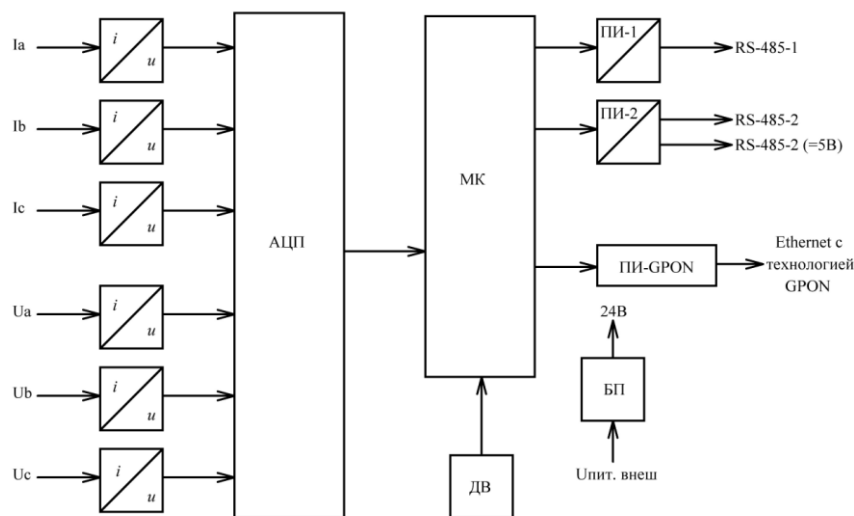 Ia
i
u
Ib
i
u
Ic
i
u
Ua
i
u
Ub
i
u
Uc
i
u
АЦП
МК
ДВ
ПИ-1
RS-485-1
ПИ-2
RS-485-2
RS-485-2 (=5В)
ПИ-GPON
Ethernet с
технологией
GPON
24В
БП
Uпит. внеш